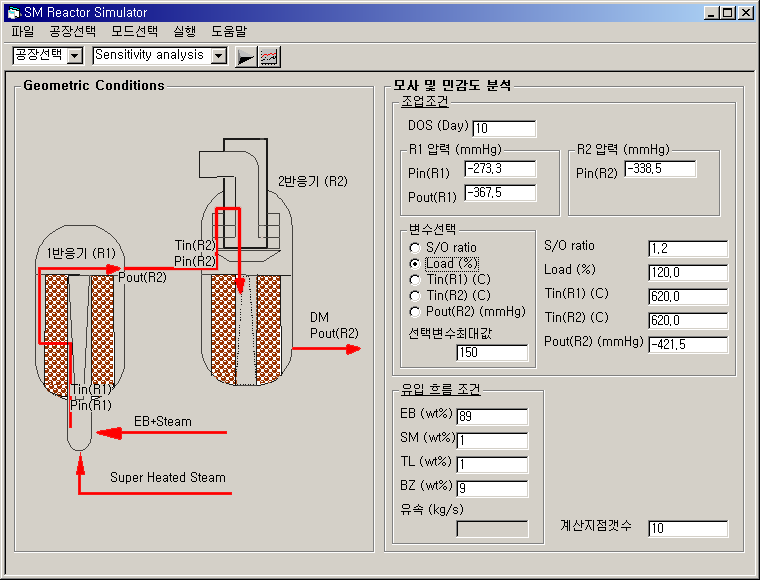 SM Reactor Simulator
파일 공장선택 모드선택 실행 도움말
공장선택 Sensitivity analysis
Geometric Conditions
2반응기 (R2)
Tin(R2)
Pin(R2)
1반응기 (R1)
Pout(R2)
DM
Pout(R2)
Tin(R1)
Pin(R1)
EB+Steam
Super Heated Steam
모사 및 민감도 분석
조업조건
DOS (Day) 10
R1 압력 (mmHg)
Pin(R1) -273.3
Pout(R1) -367.5
R2 압력 (mmHg)
Pin(R2) -338.5
변수선택
S/O ratio
Load (%)
Tin(R1) (C)
Tin(R2) (C)
Pout(R2) (mmHg)
선택변수최대값
150
S/O ratio 1.2
Load (%) 120.0
Tin(R1) (C) 620.0
Tin(R2) (C) 620.0
Pout(R2) (mmHg) -421.5
유입 흐름 조건
EB (wt%) 89
SM (wt%) 1
TL (wt%) 1
BZ (wt%) 9
유속 (kg/s)
계산지점갯수 10